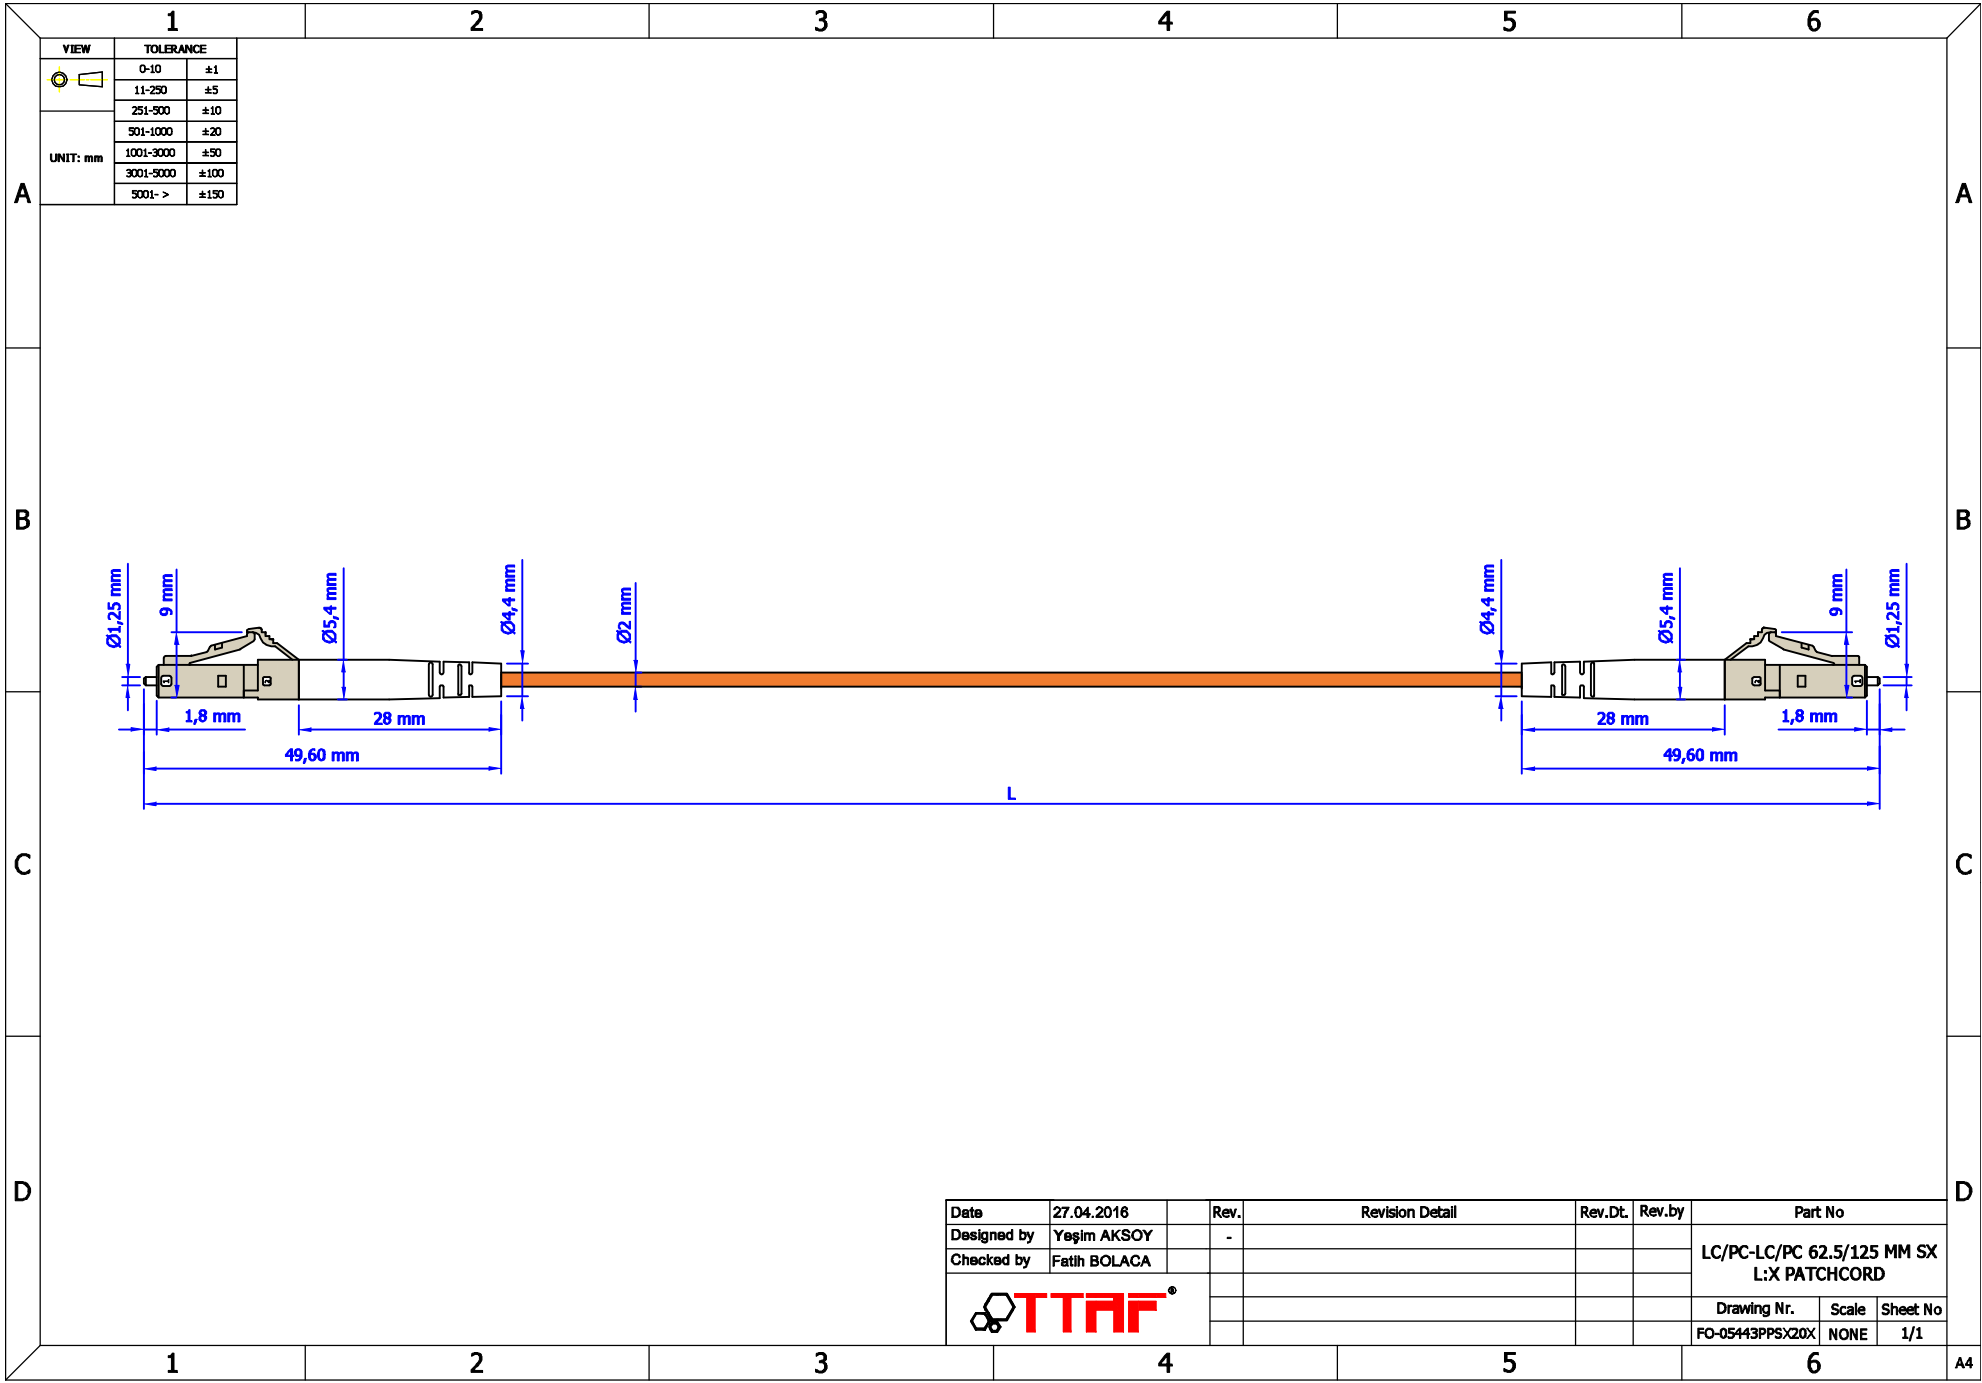 1 2 3 4 5 6
VIEW TOLERANCE
0-10 ±1
11-250 ±5
251-500 ±10
501-1000 ±20
UNIT: mm 1001-3000 ±50
3001-5000 ±100
5001- > ±150
A A
B B
Ø1,25 mm 9 mm Ø5,4 mm Ø4,4 mm Ø2 mm Ø4,4 mm Ø5,4 mm 9 mm Ø1,25 mm
1 2 2 1
1,8 mm 28 mm 28 mm 1,8 mm
49,60 mm 49,60 mm
L
C C
D D
Date 27.04.2016 Rev. Revision Detail Rev.Dt. Rev.by Part No
Designed by Yeşim AKSOY -
Checked by Fatih BOLACA
LC/PC-LC/PC 62.5/125 MM SX
L:X PATCHCORD
TTAF®
Drawing Nr. Scale Sheet No
FO-05443PPSX20X NONE 1/1
1 2 3 4 5 6 A4